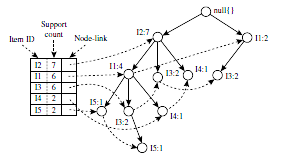 null{}
Support
Item ID count Node-link
I2:7 I1:2
I2 7
I1 6
I3 6
I4 2
I5 2
I1:4
I3:2 I4:1 I3:2
I5:1
I3:2 I4:1
I5:1